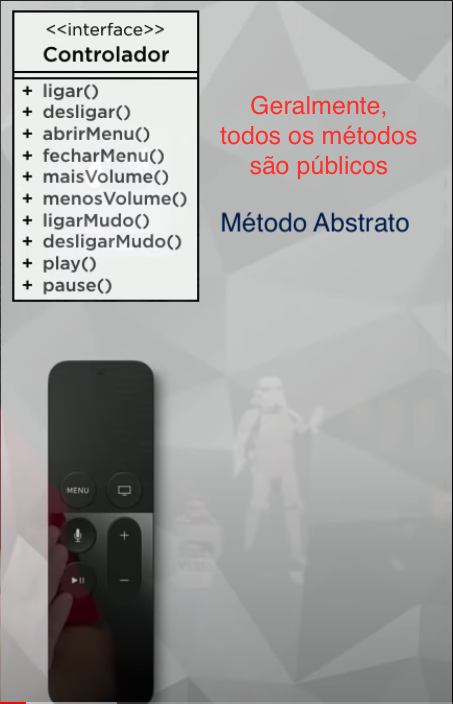 <<interface>>
Controlador
+ ligar()
+ desligar()
+ abrirMenu()
+ fecharMenu()
+ maisVolume()
+ menosVolume()
+ ligarMudo()
+ desligarMudo()
+ play()
+ pause()
Geralmente,
todos os métodos
são públicos
Método Abstrato
MENU
+
−